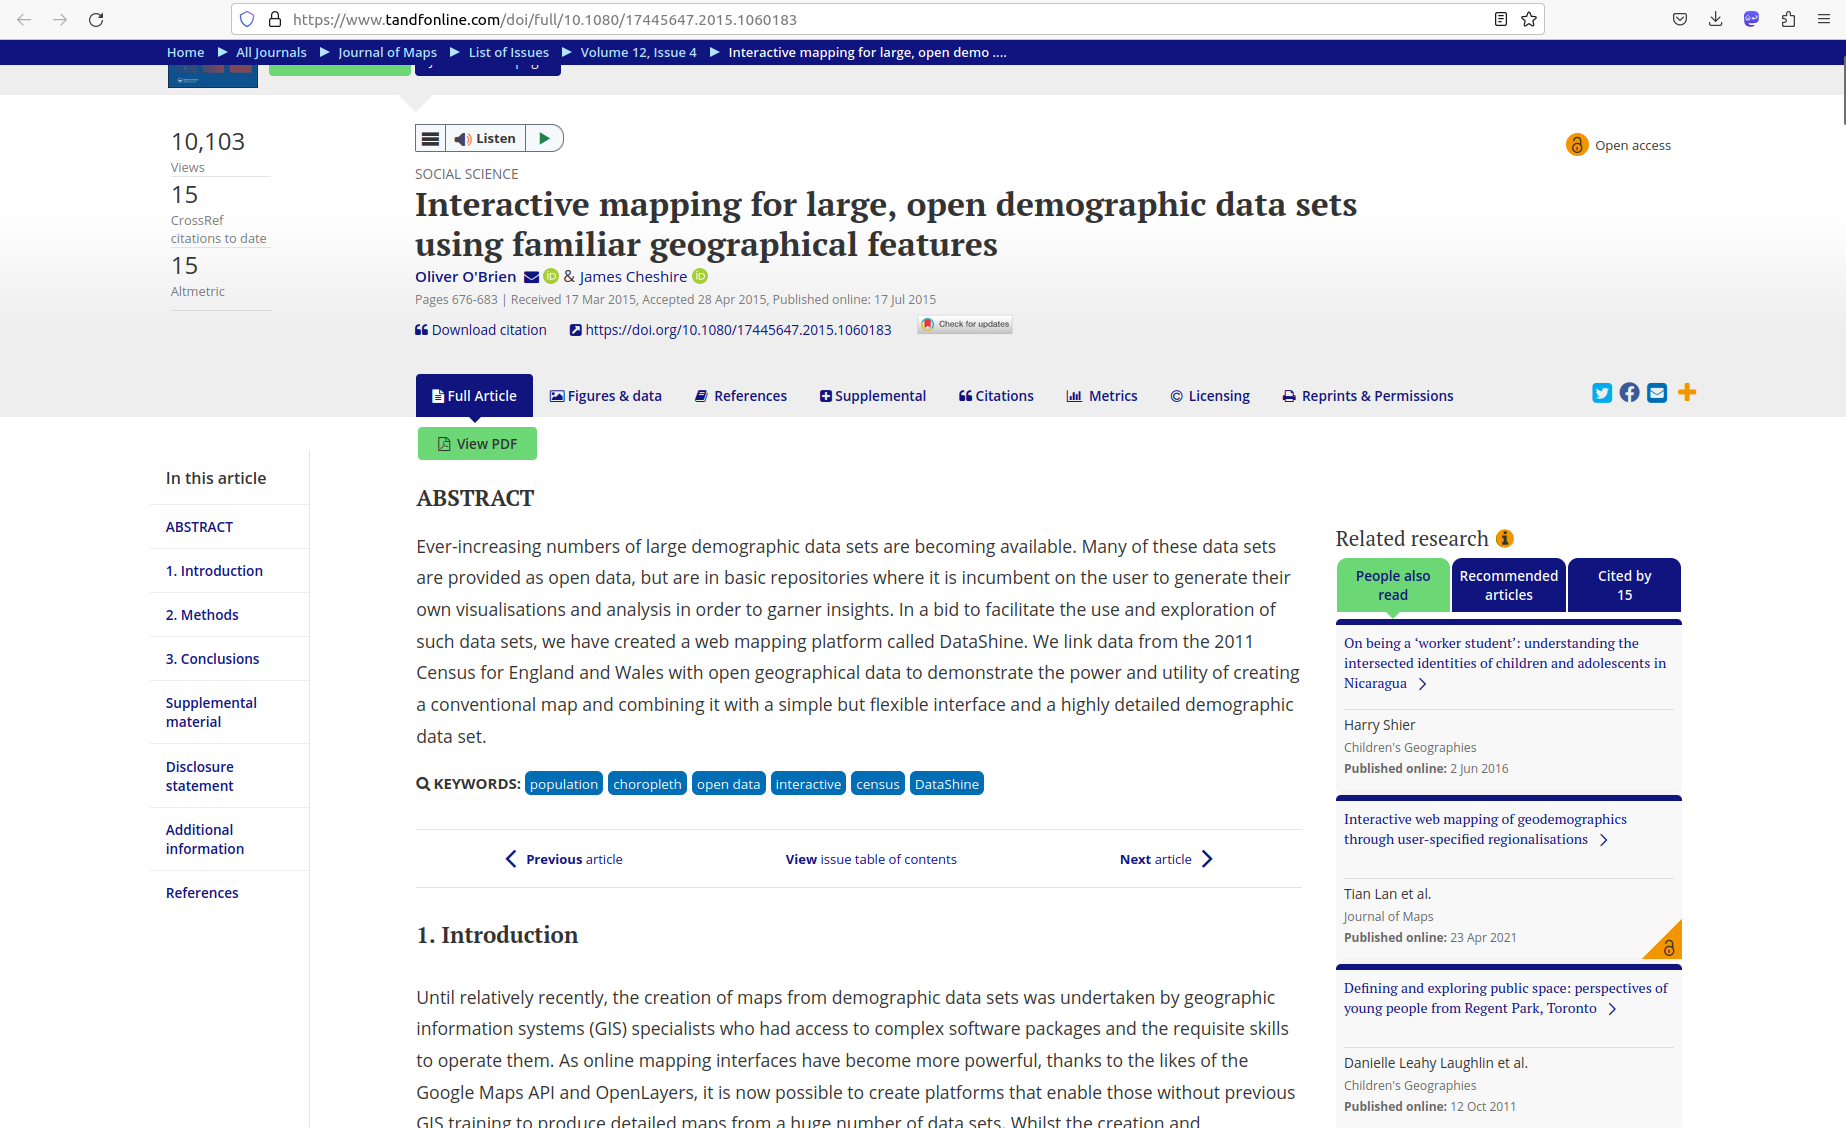 https://www.tandfonline.com/doi/full/10.1080/17445647.2015.1060183
Home ▶ All Journals ▶ Journal of Maps ▶ List of Issues ▶ Volume 12, Issue 4 ▶ Interactive mapping for large, open demo ....
10,103
Views
15
CrossRef
citations to date
15
Altmetric
Listen
Open access
SOCIAL SCIENCE
Interactive mapping for large, open demographic data sets
using familiar geographical features
Oliver O'Brien & James Cheshire
Pages 676-683 | Received 17 Mar 2015, Accepted 28 Apr 2015, Published online: 17 Jul 2015
Download citation https://doi.org/10.1080/17445647.2015.1060183 Check for updates
Full Article Figures & data References Supplemental Citations Metrics Licensing Reprints & Permissions
View PDF
In this article
ABSTRACT
1. Introduction
2. Methods
3. Conclusions
Supplemental
material
Disclosure
statement
Additional
information
References
ABSTRACT
Ever-increasing numbers of large demographic data sets are becoming available. Many of these data sets
are provided as open data, but are in basic repositories where it is incumbent on the user to generate their
own visualisations and analysis in order to garner insights. In a bid to facilitate the use and exploration of
such data sets, we have created a web mapping platform called DataShine. We link data from the 2011
Census for England and Wales with open geographical data to demonstrate the power and utility of creating
a conventional map and combining it with a simple but flexible interface and a highly detailed demographic
data set.
KEYWORDS: population choropleth open data interactive census DataShine
Previous article View issue table of contents Next article
1. Introduction
Until relatively recently, the creation of maps from demographic data sets was undertaken by geographic
information systems (GIS) specialists who had access to complex software packages and the requisite skills
to operate them. As online mapping interfaces have become more powerful, thanks to the likes of the
Google Maps API and OpenLayers, it is now possible to create platforms that enable those without previous
GIS training to produce detailed maps from a huge number of data sets. Whilst the creation and
Related research
People also
read
Recommended
articles
Cited by
15
On being a ‘worker student’: understanding the
intersected identities of children and adolescents in
Nicaragua
Harry Shier
Children's Geographies
Published online: 2 Jun 2016
Interactive web mapping of geodemographics
through user-specified regionalisations
Tian Lan et al.
Journal of Maps
Published online: 23 Apr 2021
Defining and exploring public space: perspectives of
young people from Regent Park, Toronto
Danielle Leahy Laughlin et al.
Children's Geographies
Published online: 12 Oct 2011